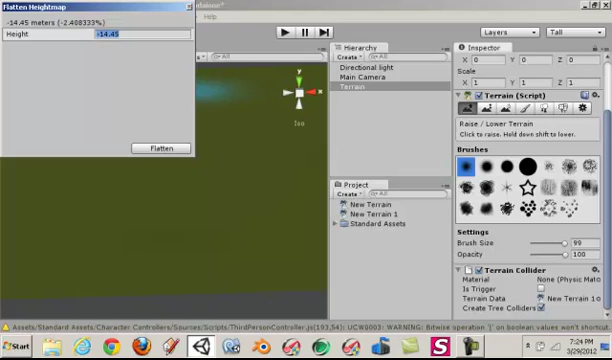 Flatten Heightmap
-14.45 meters (-2.408333%)
Height -14.45
Flatten
Help
All
y
x
Iso
Layers
Tall
Hierarchy
Create All
Directional light
Main Camera
Terrain
Project
Create All
New Terrain
New Terrain 1
Standard Assets
Inspector
X 0 Y 0 Z 0
Scale
X 1 Y 1 Z 1
Terrain (Script)
Raise / Lower Terrain
Click to raise. Hold down shift to lower.
Brushes
Settings
Brush Size 99
Opacity 100
Terrain Collider
Material None (Physic Mate
Is Trigger
Terrain Data New Terrain 1
Create Tree Colliders
Assets/Standard Assets/Character Controllers/Sources/Scripts/ThirdPersonController.js(193,54): UCW0003: WARNING: Bitwise operation '|' on boolean values won't shortcut.
Start
7:24 PM
3/29/2012